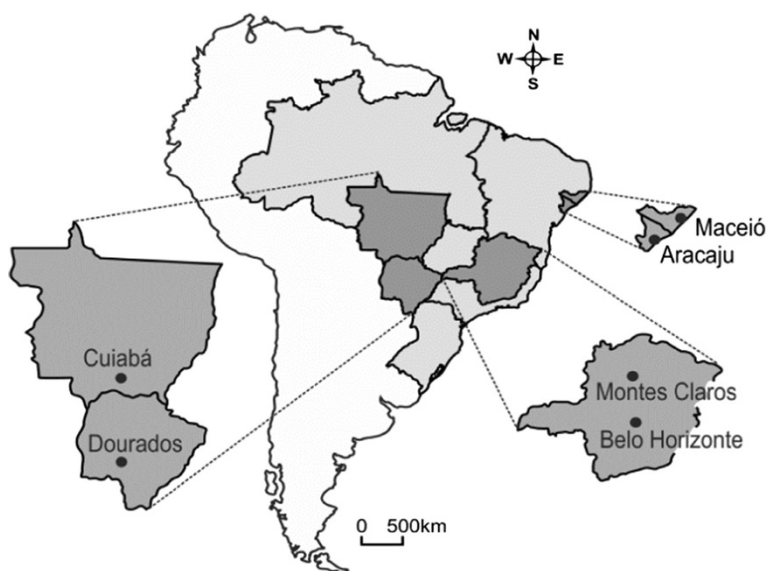 N
W E
S
Maceió
Aracaju
Cuiabá
Dourados
Montes Claros
Belo Horizonte
0 500km